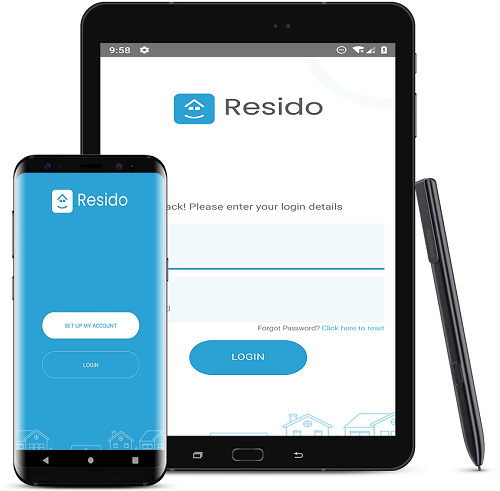 9:58
Resido
ack! Please enter your login details
d
Forgot Password? Click here to reset
LOGIN
Resido
SET UP MY ACCOUNT
LOGIN